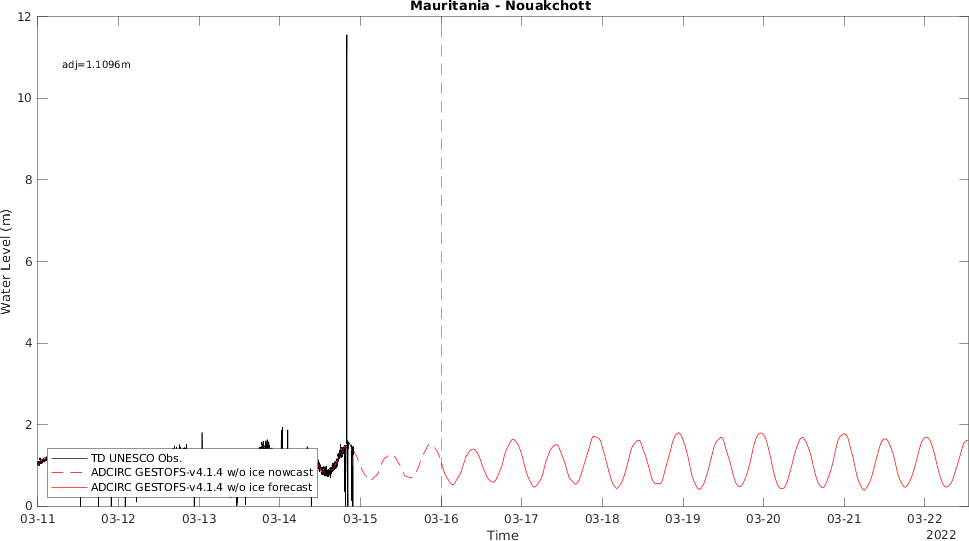 Mauritania - Nouakchott
adj=1.1096m
12
10
8
6
4
2
0
Water Level (m)
TD UNESCO Obs.
ADCIRC GESTOFS-v4.1.4 w/o ice nowcast
ADCIRC GESTOFS-v4.1.4 w/o ice forecast
03-11 03-12 03-13 03-14 03-15 03-16 03-17 03-18 03-19 03-20 03-21 03-22
Time
2022